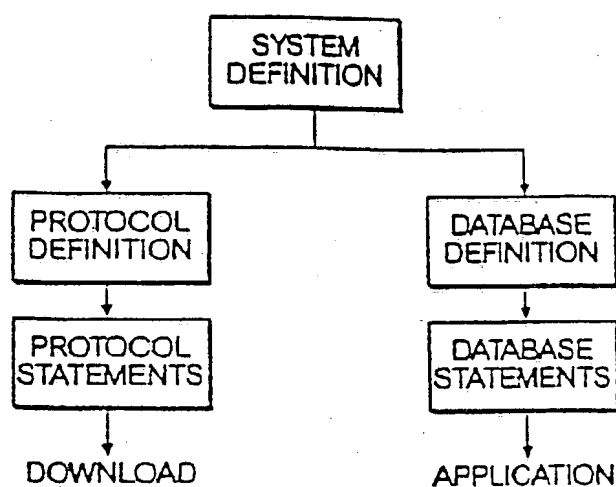 SYSTEM
DEFINITION
PROTOCOL
DEFINITION
DATABASE
DEFINITION
PROTOCOL
STATEMENTS
DATABASE
STATEMENTS
DOWNLOAD
APPLICATION